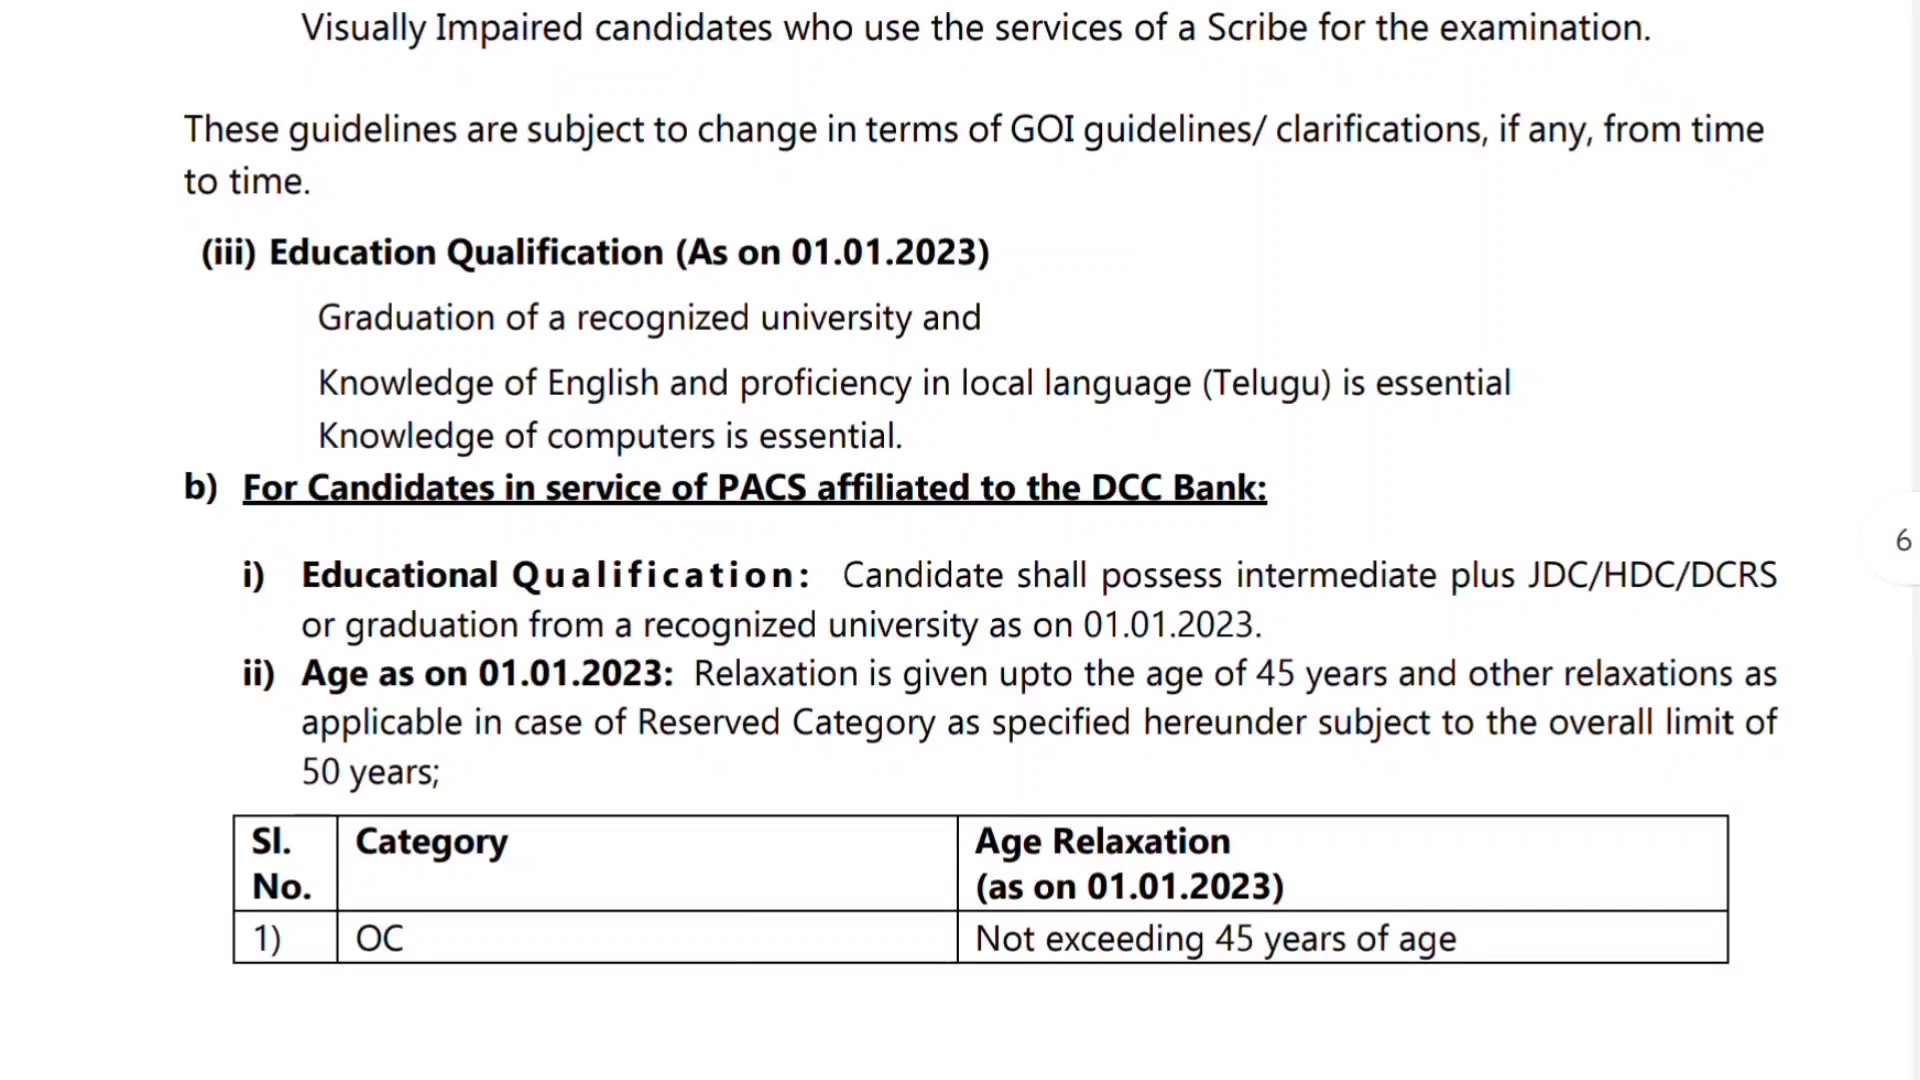 Visually Impaired candidates who use the services of a Scribe for the examination.
These guidelines are subject to change in terms of GOI guidelines/ clarifications, if any, from time
to time.
(iii) Education Qualification (As on 01.01.2023)
Graduation of a recognized university and
Knowledge of English and proficiency in local language (Telugu) is essential
Knowledge of computers is essential.
b) For Candidates in service of PACS affiliated to the DCC Bank:
6
i) Educational Qualification: Candidate shall possess intermediate plus JDC/HDC/DCRS
or graduation from a recognized university as on 01.01.2023.
ii) Age as on 01.01.2023: Relaxation is given upto the age of 45 years and other relaxations as
applicable in case of Reserved Category as specified hereunder subject to the overall limit of
50 years;
Sl. Category Age Relaxation
No. (as on 01.01.2023)
1) OC Not exceeding 45 years of age